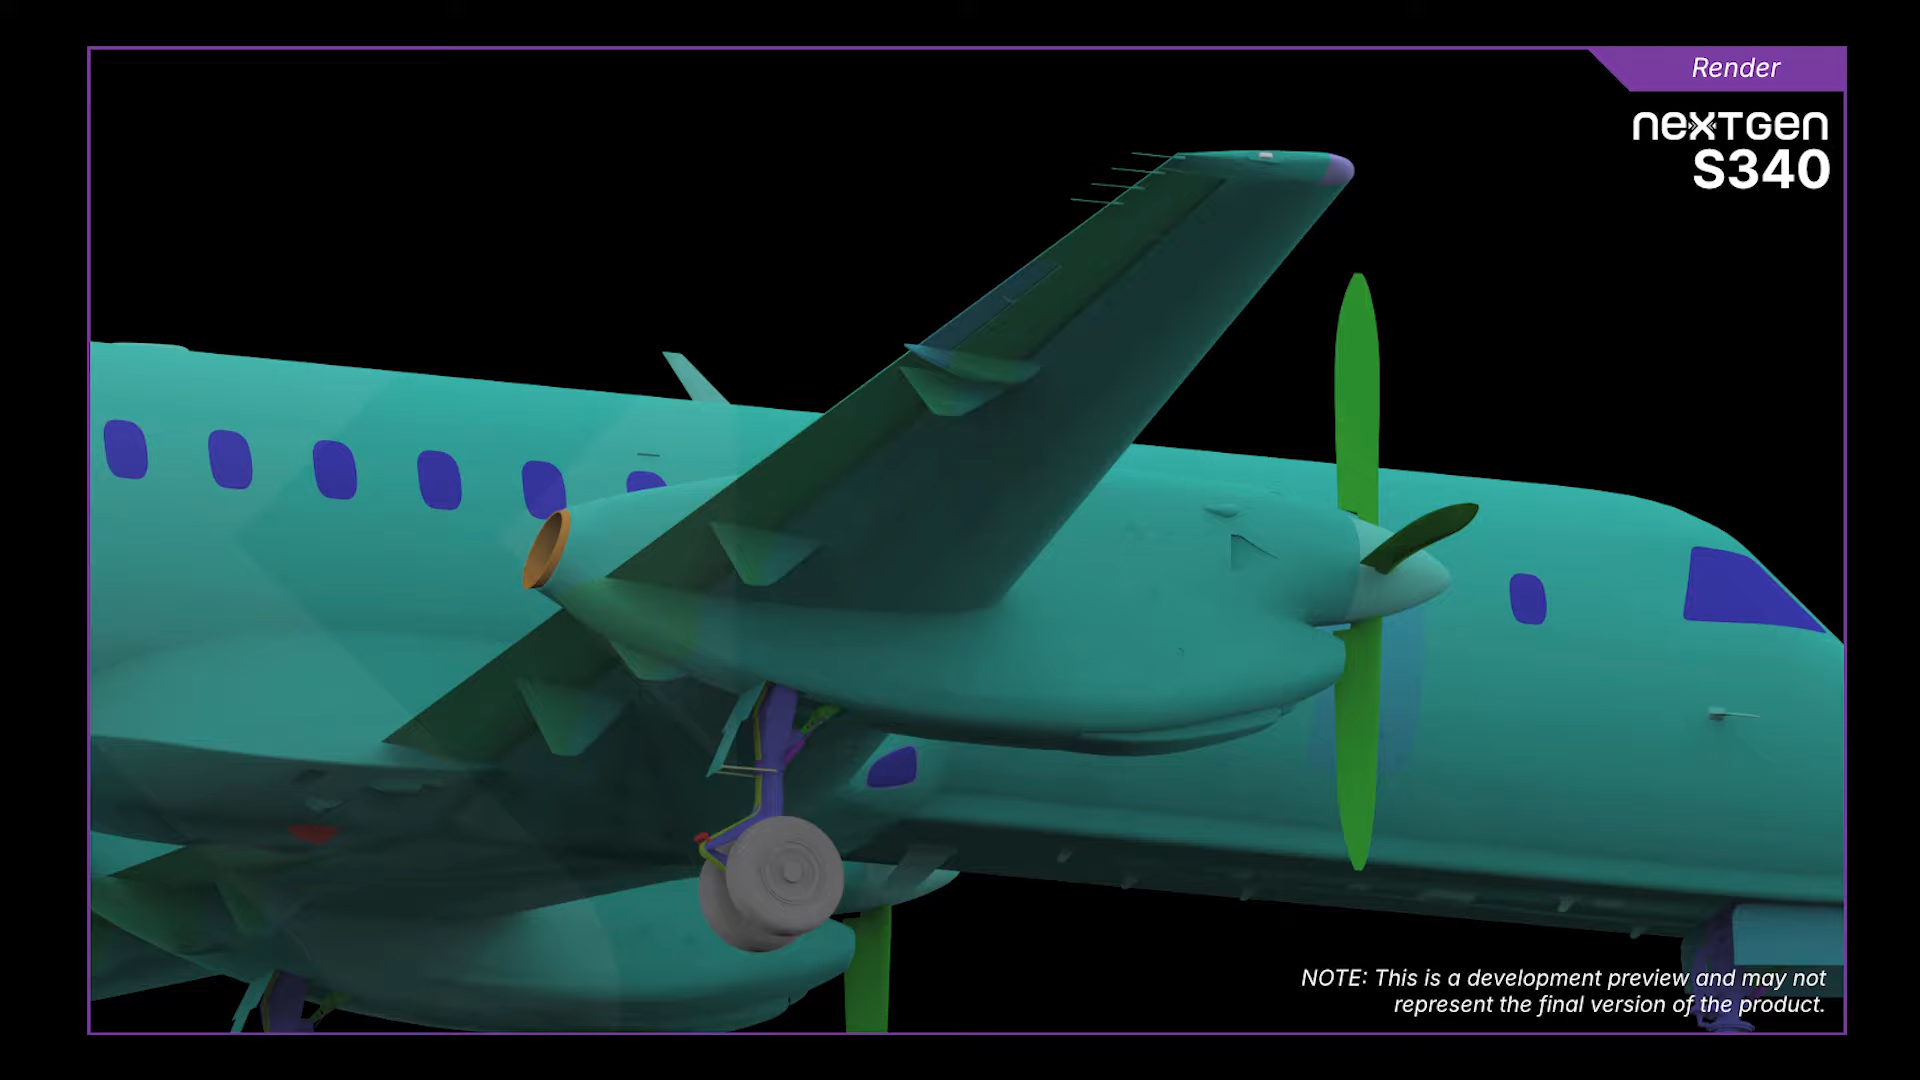 Render
nexTGen
S340
NOTE: This is a development preview and may not
represent the final version of the product.